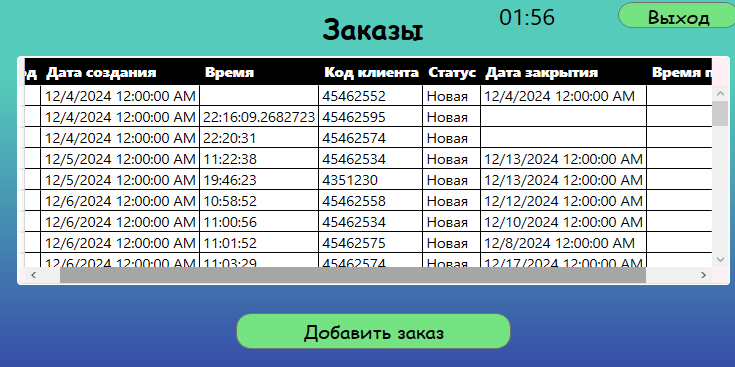 Заказы 01:56 Выход
од Дата создания Время Код клиента Статус Дата закрытия Время п
12/4/2024 12:00:00 AM 45462552 Новая 12/4/2024 12:00:00 AM
12/4/2024 12:00:00 AM 22:16:09.2682723 45462595 Новая
12/4/2024 12:00:00 AM 22:20:31 45462574 Новая
12/5/2024 12:00:00 AM 11:22:38 45462534 Новая 12/13/2024 12:00:00 AM
12/5/2024 12:00:00 AM 19:46:23 4351230 Новая 12/13/2024 12:00:00 AM
12/6/2024 12:00:00 AM 10:58:52 45462558 Новая 12/12/2024 12:00:00 AM
12/6/2024 12:00:00 AM 11:00:56 45462534 Новая 12/10/2024 12:00:00 AM
12/6/2024 12:00:00 AM 11:01:52 45462575 Новая 12/8/2024 12:00:00 AM
12/6/2024 12:00:00 AM 11:03:29 45462574 Новая 12/17/2024 12:00:00 AM
Добавить заказ